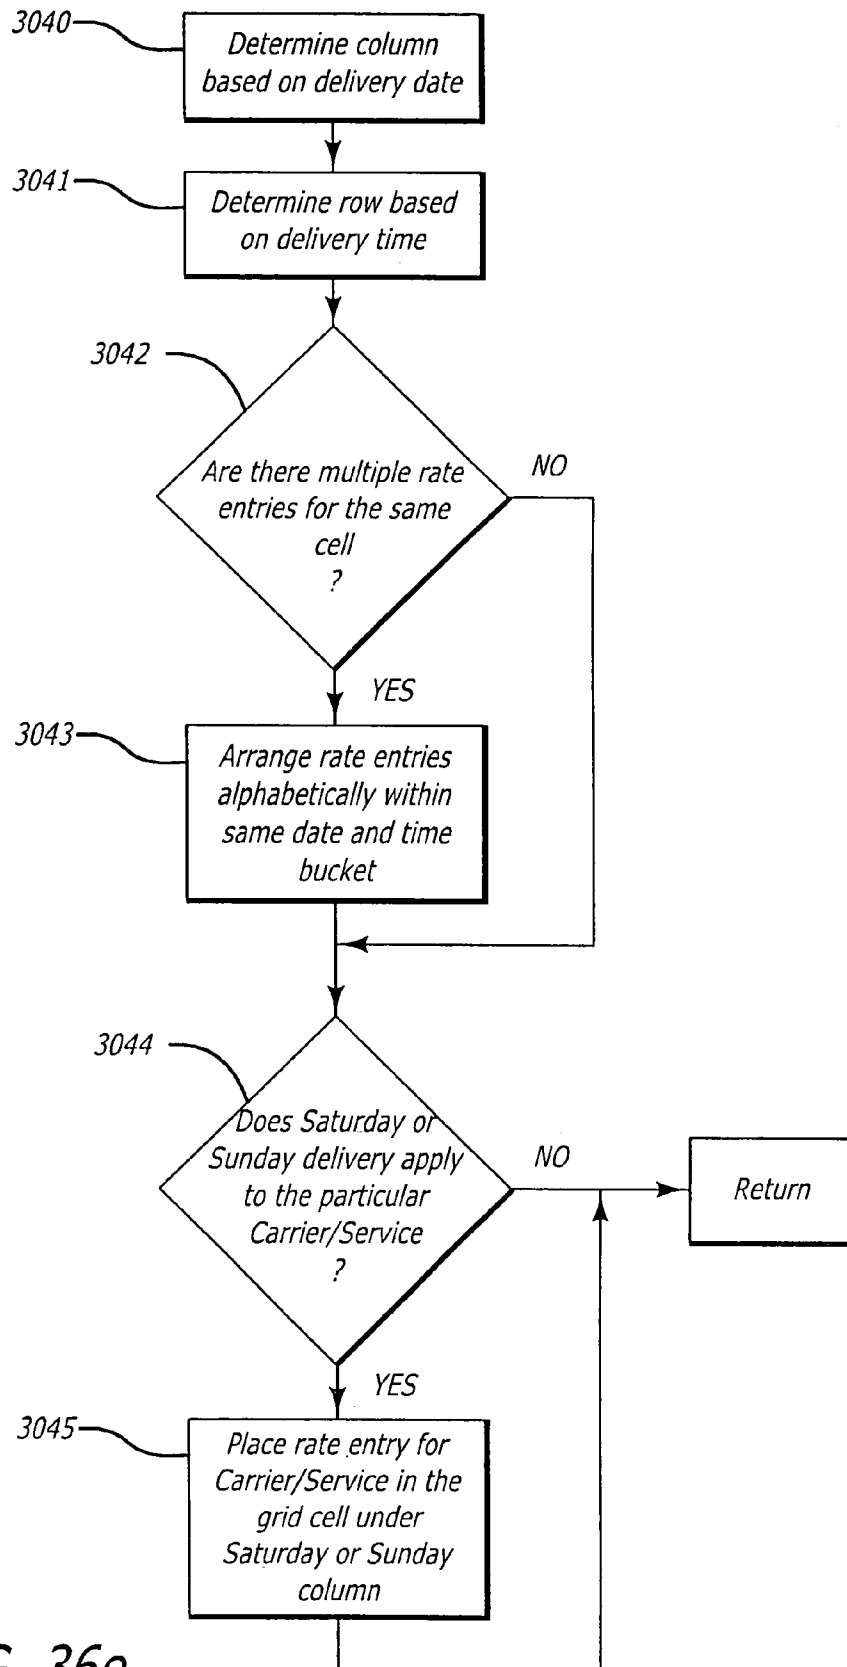 3040
Determine column
based on delivery date
3041
Determine row based
on delivery time
3042
Are there multiple rate
entries for the same
cell
?
NO
YES
3043
Arrange rate entries
alphabetically within
same date and time
bucket
3044
Does Saturday or
Sunday delivery apply
to the particular
Carrier/Service
?
NO
Return
YES
3045
Place rate entry for
Carrier/Service in the
grid cell under
Saturday or Sunday
column